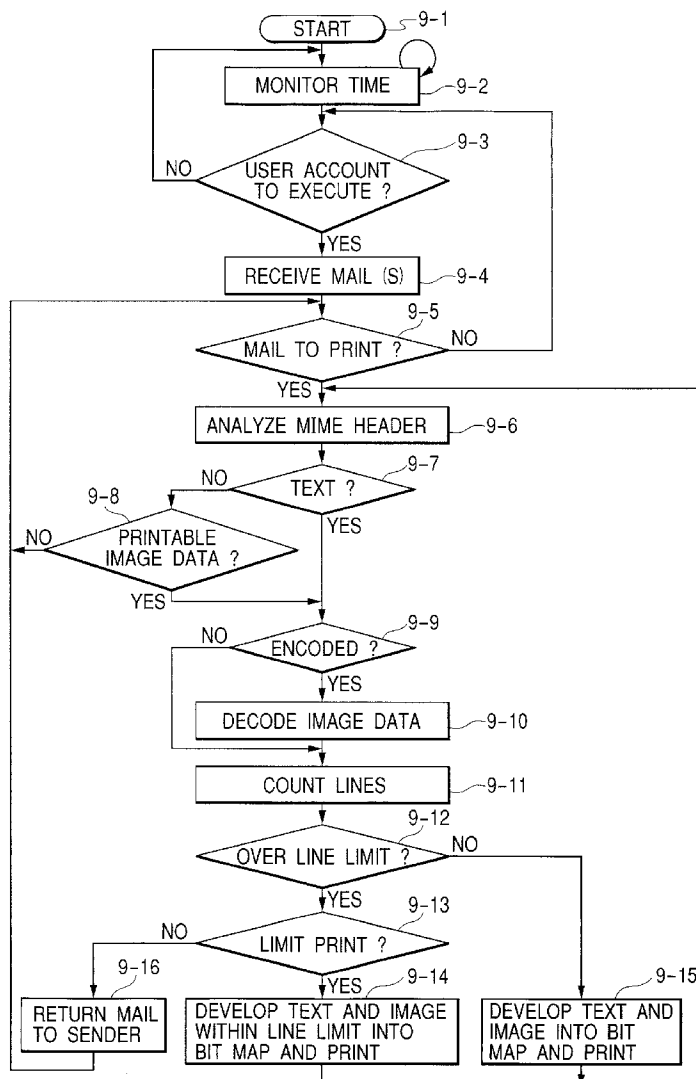 START
9-1
MONITOR TIME
9-2
9-3
NO
USER ACCOUNT
TO EXECUTE ?
YES
RECEIVE MAIL (S)
9-4
9-5
MAIL TO PRINT ?
NO
YES
ANALYZE MIME HEADER
9-6
9-7
NO
TEXT ?
YES
9-8
NO
PRINTABLE
IMAGE DATA ?
YES
9-9
NO
ENCODED ?
YES
DECODE IMAGE DATA
9-10
COUNT LINES
9-11
9-12
OVER LINE LIMIT ?
NO
YES
9-13
NO
LIMIT PRINT ?
YES
9-16
RETURN MAIL
TO SENDER
9-14
DEVELOP TEXT AND IMAGE
WITHIN LINE LIMIT INTO
BIT MAP AND PRINT
9-15
DEVELOP TEXT AND
IMAGE INTO BIT
MAP AND PRINT